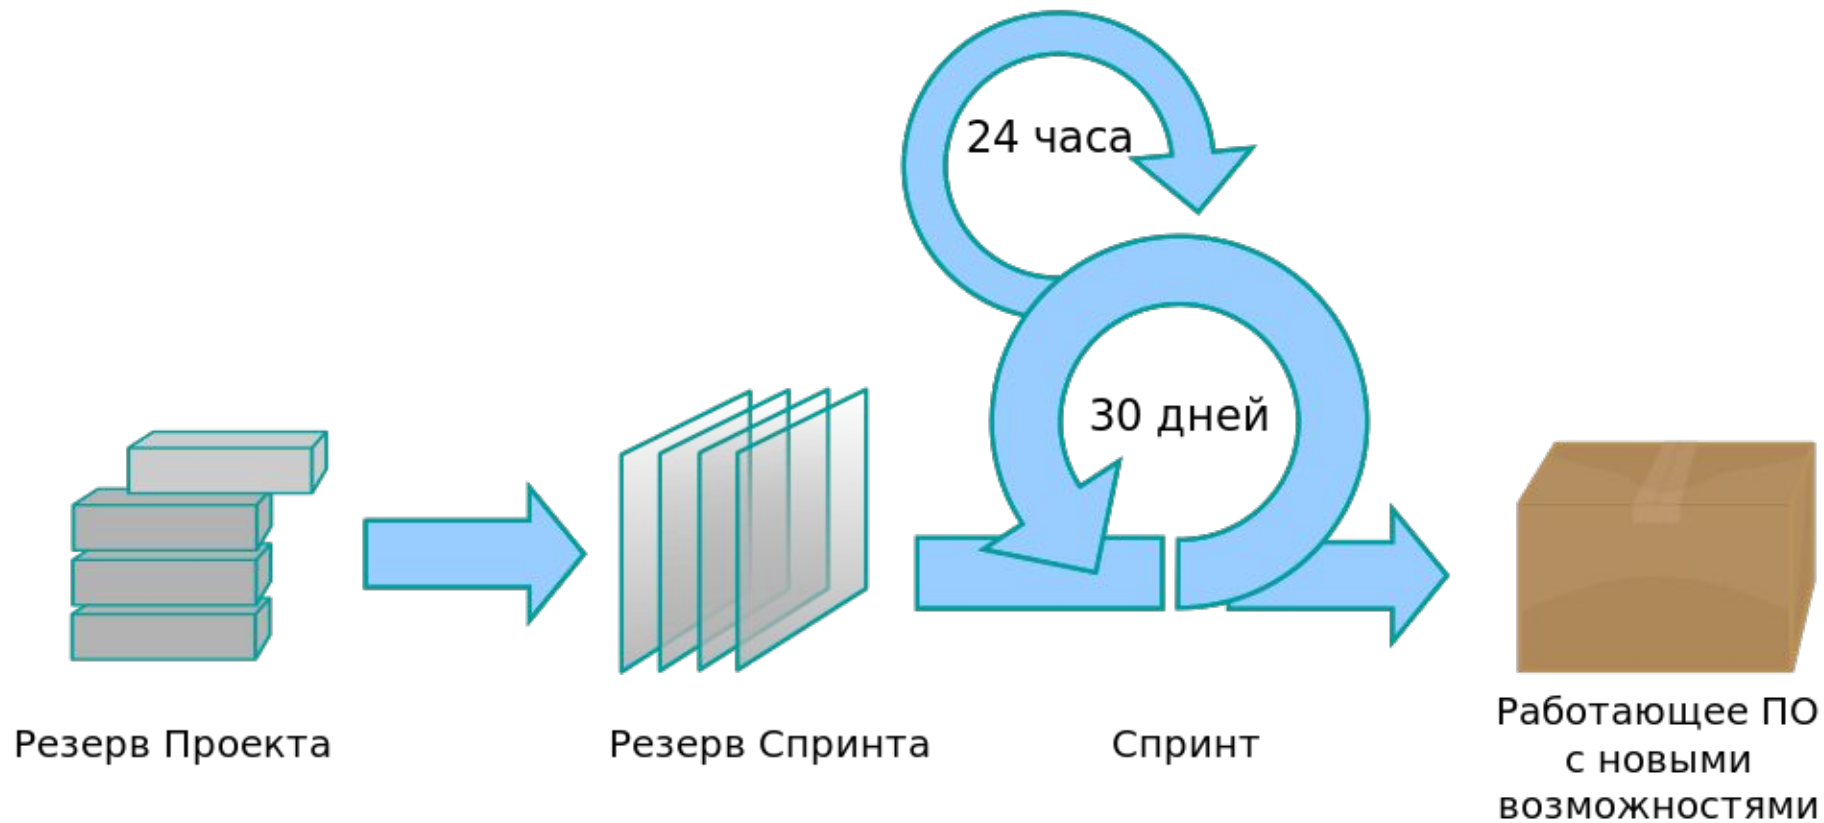 24 часа
30 дней
Резерв Проекта
Резерв Спринта
Спринт
Работающее ПО
с новыми
возможностями